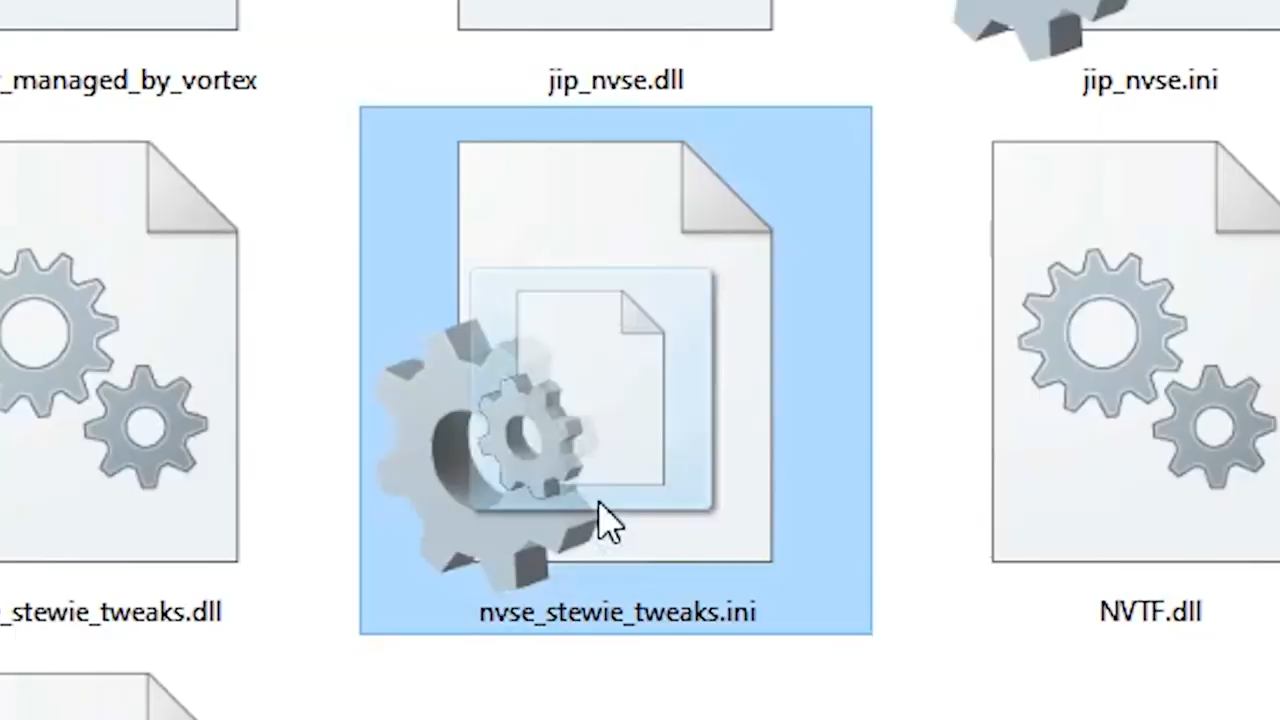 _managed_by_vortex
jip_nvse.dll
jip_nvse.ini
_stewie_tweaks.dll
nvse_stewie_tweaks.ini
NVTF.dll